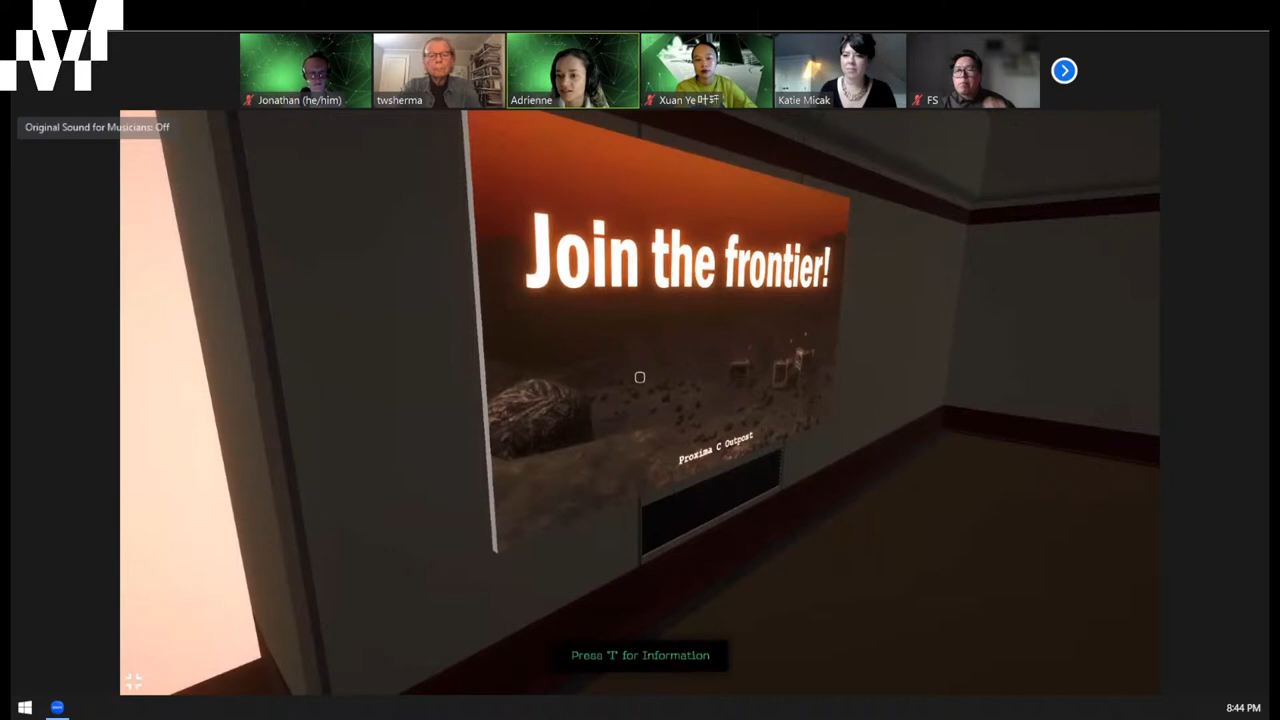 Jonathan (he/him)
twsherma
Adrienne
Xuan Ye 叶轩
Katie Micak
FS
Original Sound for Musicians: Off
Join the frontier!
Proxima C Outpost
Press "I" for Information
8:44 PM